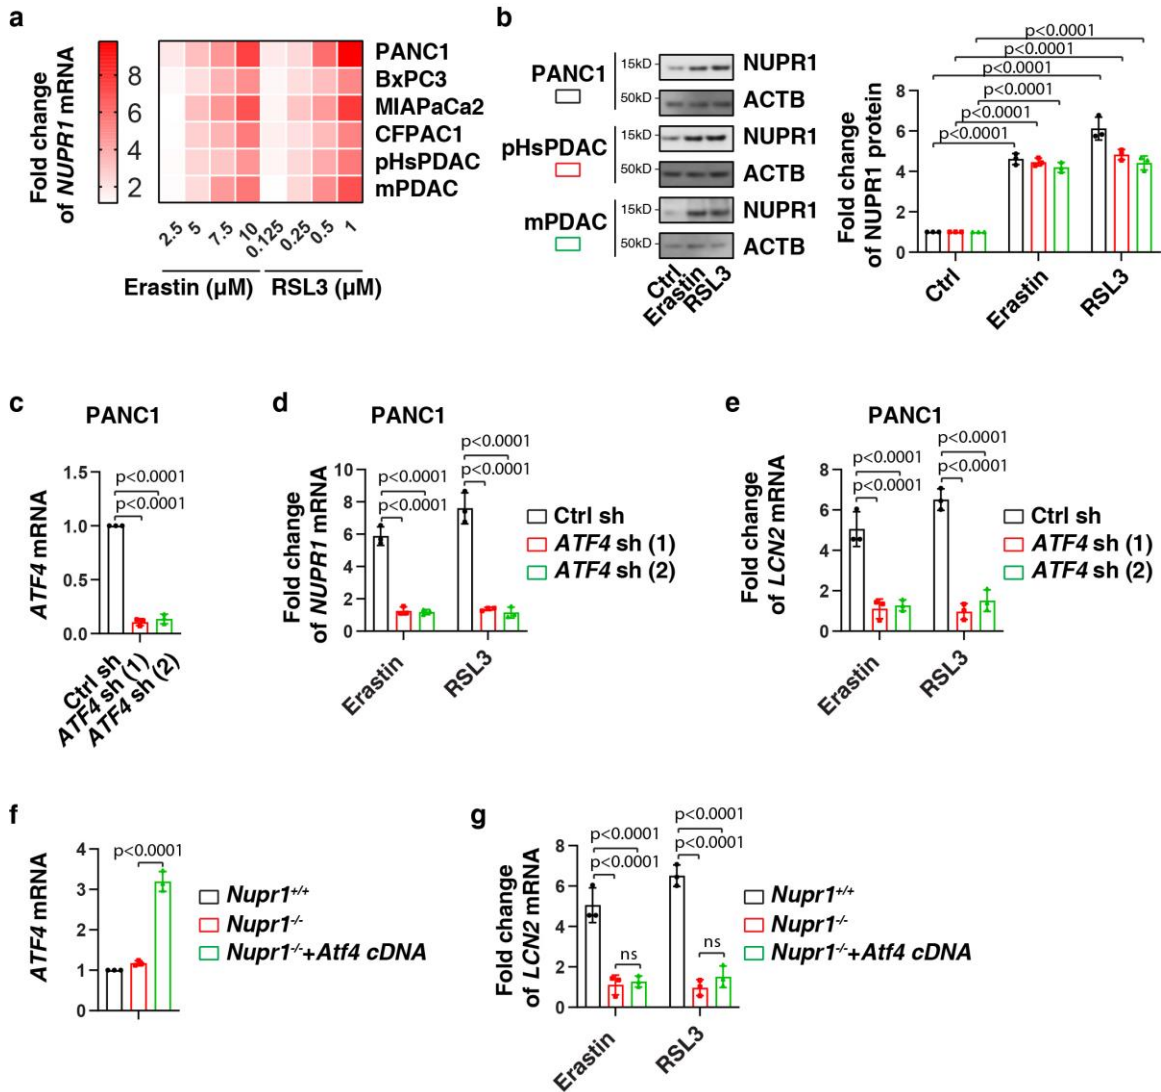 a
Fold change
of NUPR1 mRNA
8
6
4
2
PANC1
BxPC3
MIAPaCa2
CFPAC1
pHsPDAC
mPDAC
2.5
5
7.5
10
0.125
0.25
0.5
1
Erastin (µM)
RSL3 (µM)
b
PANC1
15kD
NUPR1
50kD
ACTB
pHsPDAC
15kD
NUPR1
50kD
ACTB
mPDAC
15kD
NUPR1
50kD
ACTB
Ctrl
Erastin
RSL3
Fold change
of NUPR1 protein
p<0.0001
p<0.0001
p<0.0001
p<0.0001
p<0.0001
p<0.0001
8
6
4
2
0
Ctrl
Erastin
RSL3
c
PANC1
ATF4 mRNA
1.5
1.0
0.5
0.0
p<0.0001
p<0.0001
Ctrl sh
ATF4 sh (1)
ATF4 sh (2)
d
PANC1
Fold change
of NUPR1 mRNA
10
8
6
4
2
0
p<0.0001
p<0.0001
p<0.0001
p<0.0001
Erastin
RSL3
Ctrl sh
ATF4 sh (1)
ATF4 sh (2)
e
PANC1
Fold change
of LCN2 mRNA
8
6
4
2
0
p<0.0001
p<0.0001
p<0.0001
p<0.0001
Erastin
RSL3
Ctrl sh
ATF4 sh (1)
ATF4 sh (2)
f
ATF4 mRNA
4
3
2
1
0
p<0.0001
Nupr1+/+
Nupr1-/-
Nupr1-/-+Atf4 cDNA
g
Fold change
of LCN2 mRNA
8
6
4
2
0
p<0.0001
p<0.0001
p<0.0001
p<0.0001
ns
ns
Erastin
RSL3
Nupr1+/+
Nupr1-/-
Nupr1-/-+Atf4 cDNA